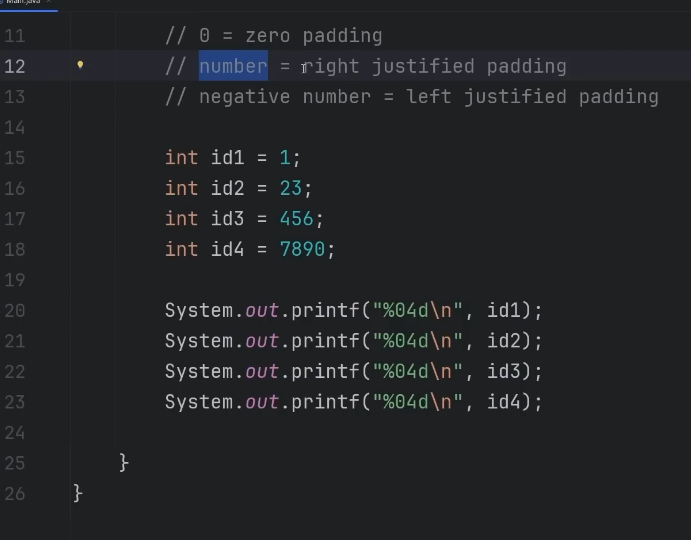 Main.java
11 // 0 = zero padding
12 // number = right justified padding
13 // negative number = left justified padding
14
15 int id1 = 1;
16 int id2 = 23;
17 int id3 = 456;
18 int id4 = 7890;
19
20 System.out.printf("%04d\n", id1);
21 System.out.printf("%04d\n", id2);
22 System.out.printf("%04d\n", id3);
23 System.out.printf("%04d\n", id4);
24
25 }
26 }